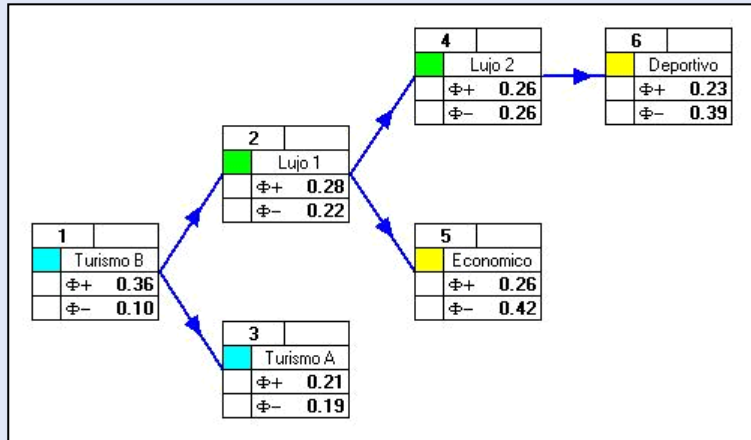 1
Turismo B
Φ+ 0.36
Φ− 0.10
2
Lujo 1
Φ+ 0.28
Φ− 0.22
3
Turismo A
Φ+ 0.21
Φ− 0.19
4
Lujo 2
Φ+ 0.26
Φ− 0.26
5
Economico
Φ+ 0.26
Φ− 0.42
6
Deportivo
Φ+ 0.23
Φ− 0.39